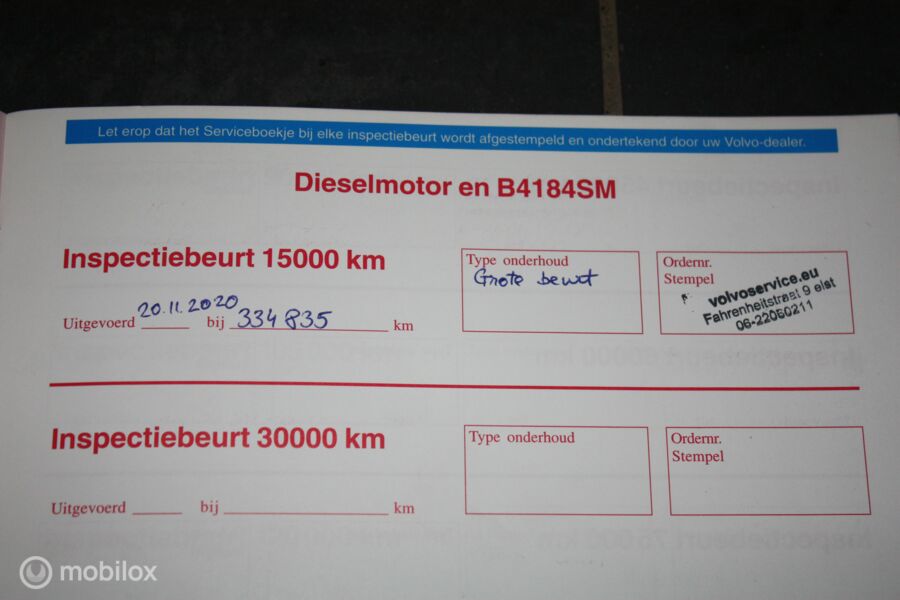 Let erop dat het Serviceboekje bij elke inspectiebeurt wordt afgestempeld en ondertekend door uw Volvo-dealer.
Dieselmotor en B4184SM
Inspectiebeurt 15000 km
Uitgevoerd 20.11.2020 bij 334835 km
Type onderhoud
Grote beurt
Ordernr.
Stempel
volvoservice.eu
Fahrenheitstraat 9 elst
06-22050211
Inspectiebeurt 30000 km
Uitgevoerd bij km
Type onderhoud
Ordernr.
Stempel
mobilox